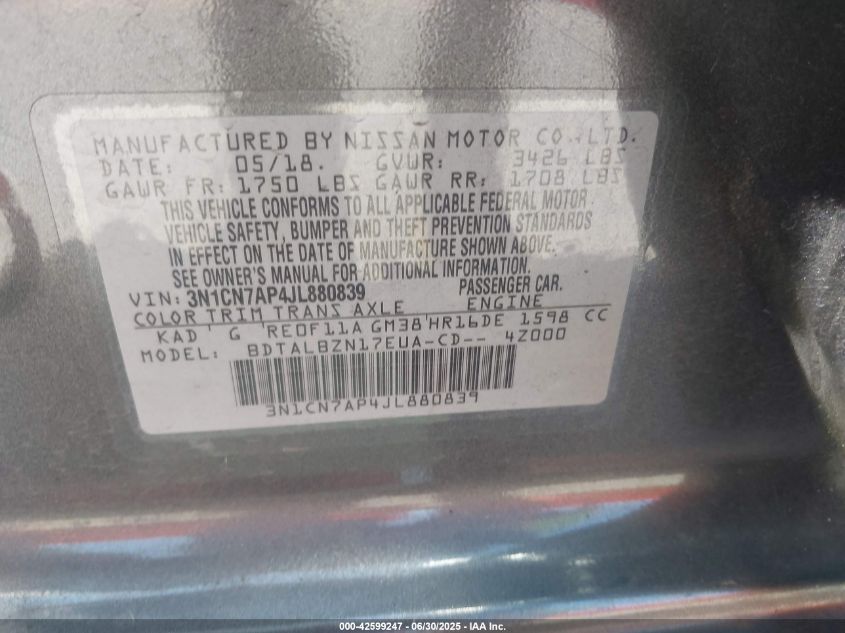 MANUFACTURED BY NISSAN MOTOR CO.,LTD.
DATE: 05/18. GVWR: 3426 LBS
GAWR FR: 1750 LBS GAWR RR: 1708 LBS
THIS VEHICLE CONFORMS TO ALL APPLICABLE FEDERAL MOTOR
VEHICLE SAFETY, BUMPER AND THEFT PREVENTION STANDARDS
IN EFFECT ON THE DATE OF MANUFACTURE SHOWN ABOVE.
SEE OWNER'S MANUAL FOR ADDITIONAL INFORMATION.
VIN: 3N1CN7AP4JL880839 PASSENGER CAR.
COLOR TRIM TRANS AXLE ENGINE
KAD G RE0F11A GM38 HR16DE 1598 CC
MODEL: BDTALBZN17EUA-CD-- 4Z000
3N1CN7AP4JL880839
000-42599247 - 06/30/2025 - IAA Inc.